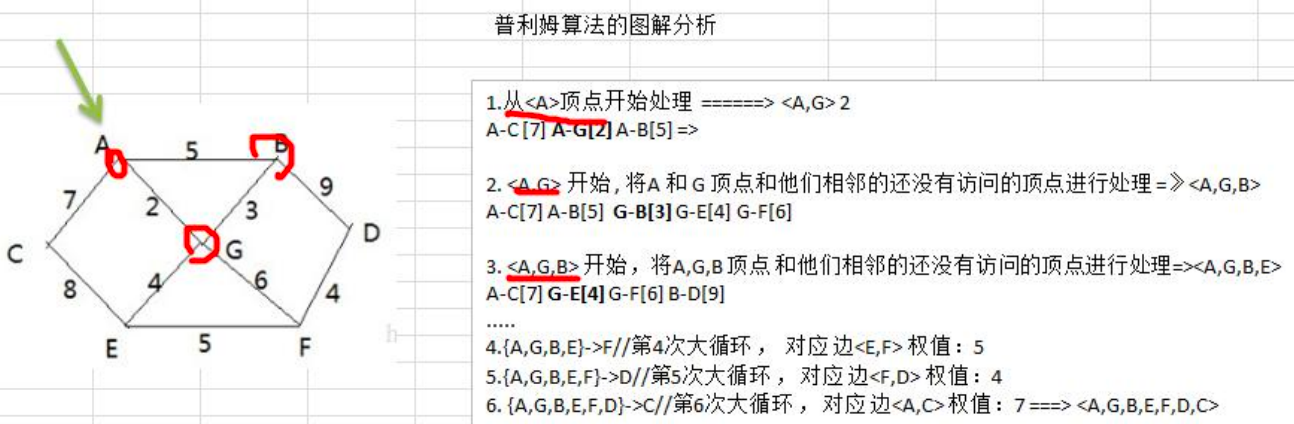 普利姆算法的图解分析
1.从<A>顶点开始处理 ======> <A,G> 2
A-C [7] A-G[2] A-B[5] =>
2. <A,G> 开始 , 将A 和 G 顶点和他们相邻的还没有访问的顶点进行处理 =》<A,G,B>
A-C[7] A-B[5] G-B[3] G-E[4] G-F[6]
3. <A,G,B> 开始，将A,G,B 顶点 和他们相邻的还没有访问的顶点进行处理=><A,G,B,E>
A-C[7] G-E[4] G-F[6] B-D[9]
.....
4.{A,G,B,E}->F//第4次大循环 ， 对应边<E,F> 权值：5
5.{A,G,B,E,F}->D//第5次大循环 ， 对应边<F,D> 权值：4
6. {A,G,B,E,F,D}->C//第6次大循环 ， 对应边<A,C> 权值：7 ===> <A,G,B,E,F,D,C>
A
5
B
7
2
3
9
C
G
D
8
4
6
4
E
5
F
h